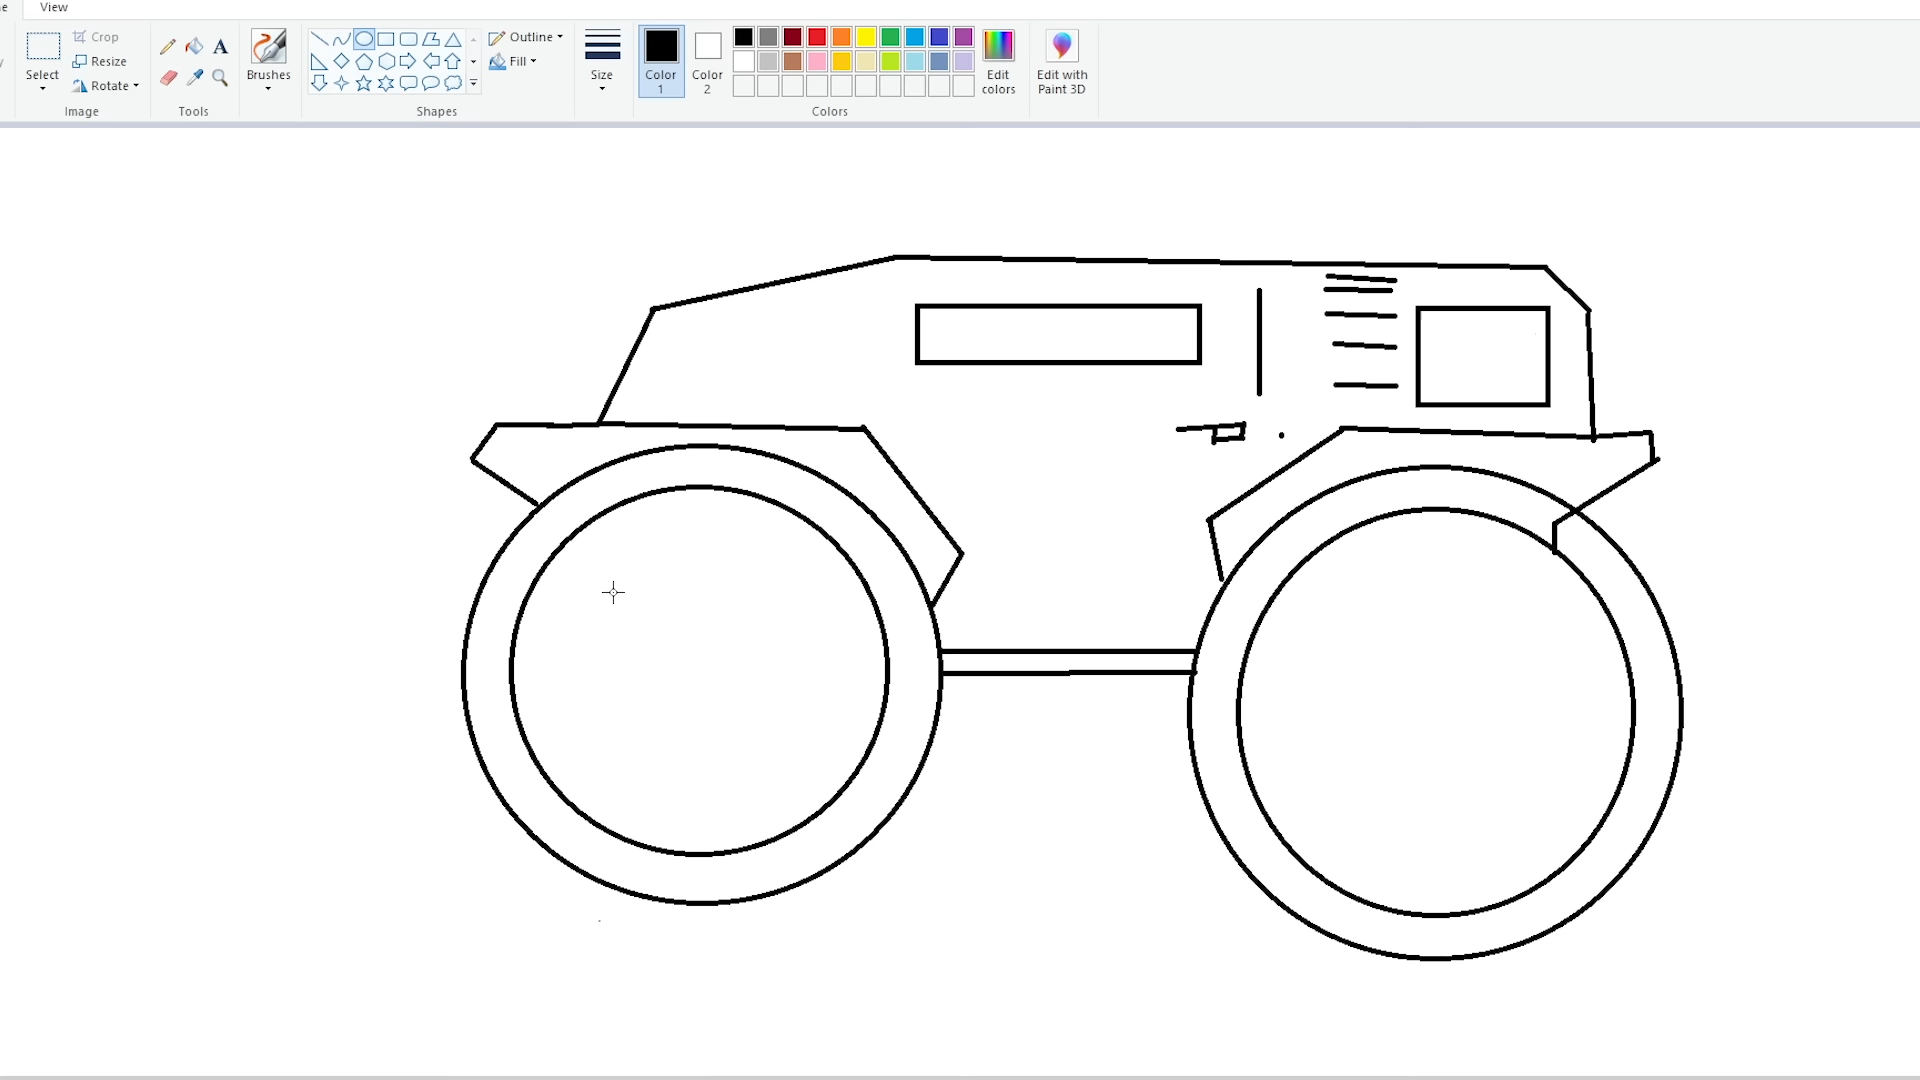 View
Select
Crop
Resize
Rotate
Image
Tools
Brushes
Shapes
Outline
Fill
Size
Color
1
Color
2
Colors
Edit
colors
Edit with
Paint 3D